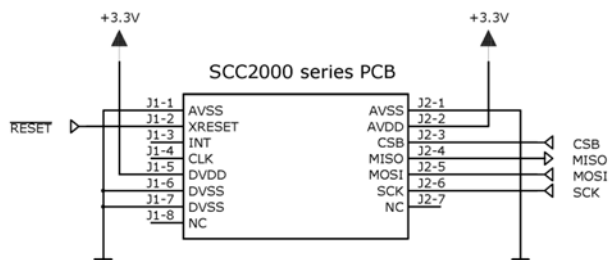 +3.3V +3.3V
SCC2000 series PCB
J1-1 AVSS AVSS J2-1
RESET J1-2 XRESET AVDD J2-2
J1-3 INT CSB J2-3 CSB
J1-4 CLK MISO J2-4 MISO
J1-5 DVDD MOSI J2-5 MOSI
J1-6 DVSS SCK J2-6 SCK
J1-7 DVSS NC J2-7
J1-8 NC